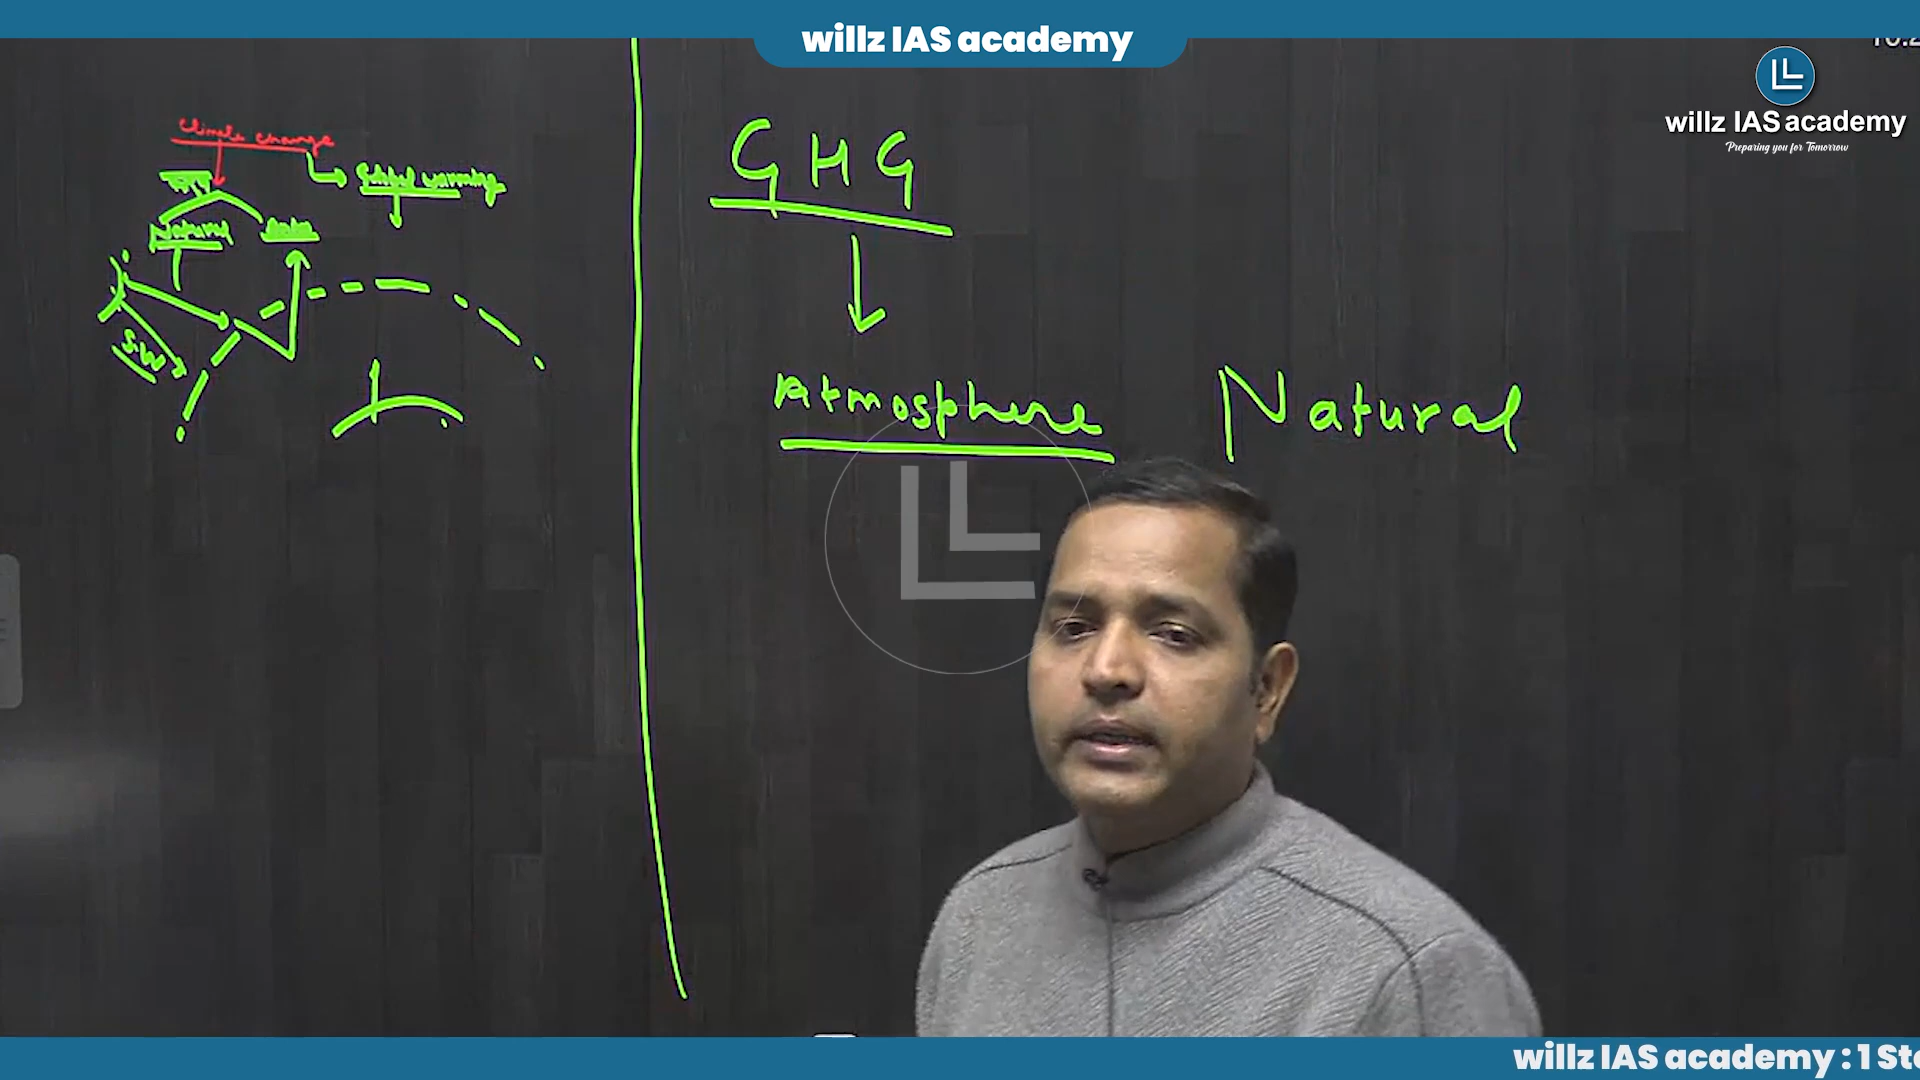 willz IAS academy
willz IAS academy
Preparing you for Tomorrow
Climate change
Global warming
Natural
S.W
GHG
Atmosphere
Natural
willz IAS academy : 1 St